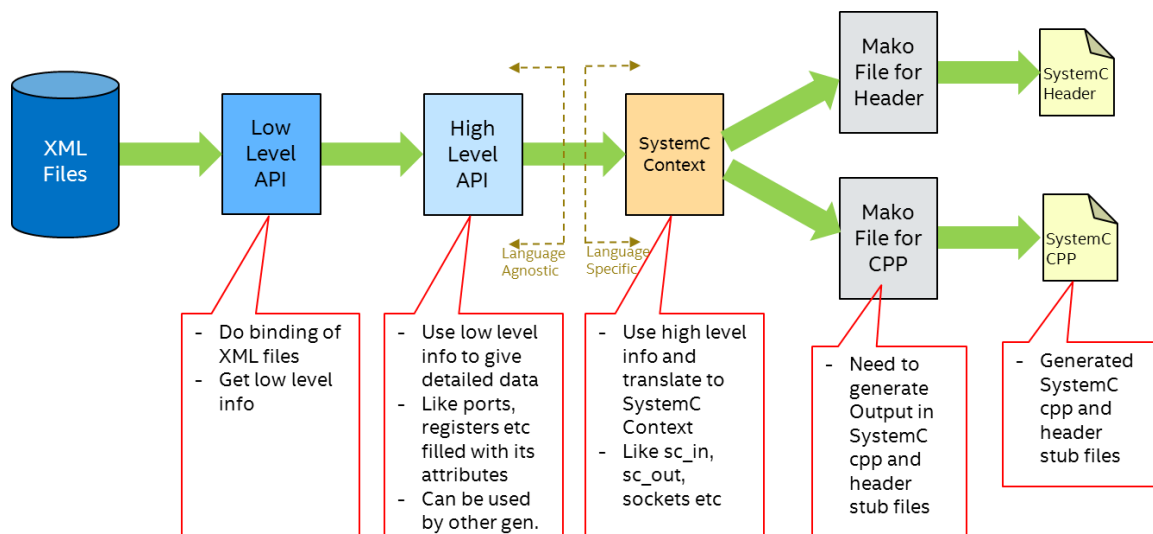 XML
Files
Low
Level
API
High
Level
API
Language
Agnostic
Language
Specific
SystemC
Context
Mako
File for
Header
SystemC
Header
Mako
File for
CPP
SystemC
CPP
- Do binding of
XML files
- Get low level
info
- Use low level
info to give
detailed data
- Like ports,
registers etc
filled with its
attributes
- Can be used
by other gen.
- Use high level
info and
translate to
SystemC
Context
- Like sc_in,
sc_out,
sockets etc
- Need to
generate
Output in
SystemC
cpp and
header
stub files
- Generated
SystemC
cpp and
header
stub files